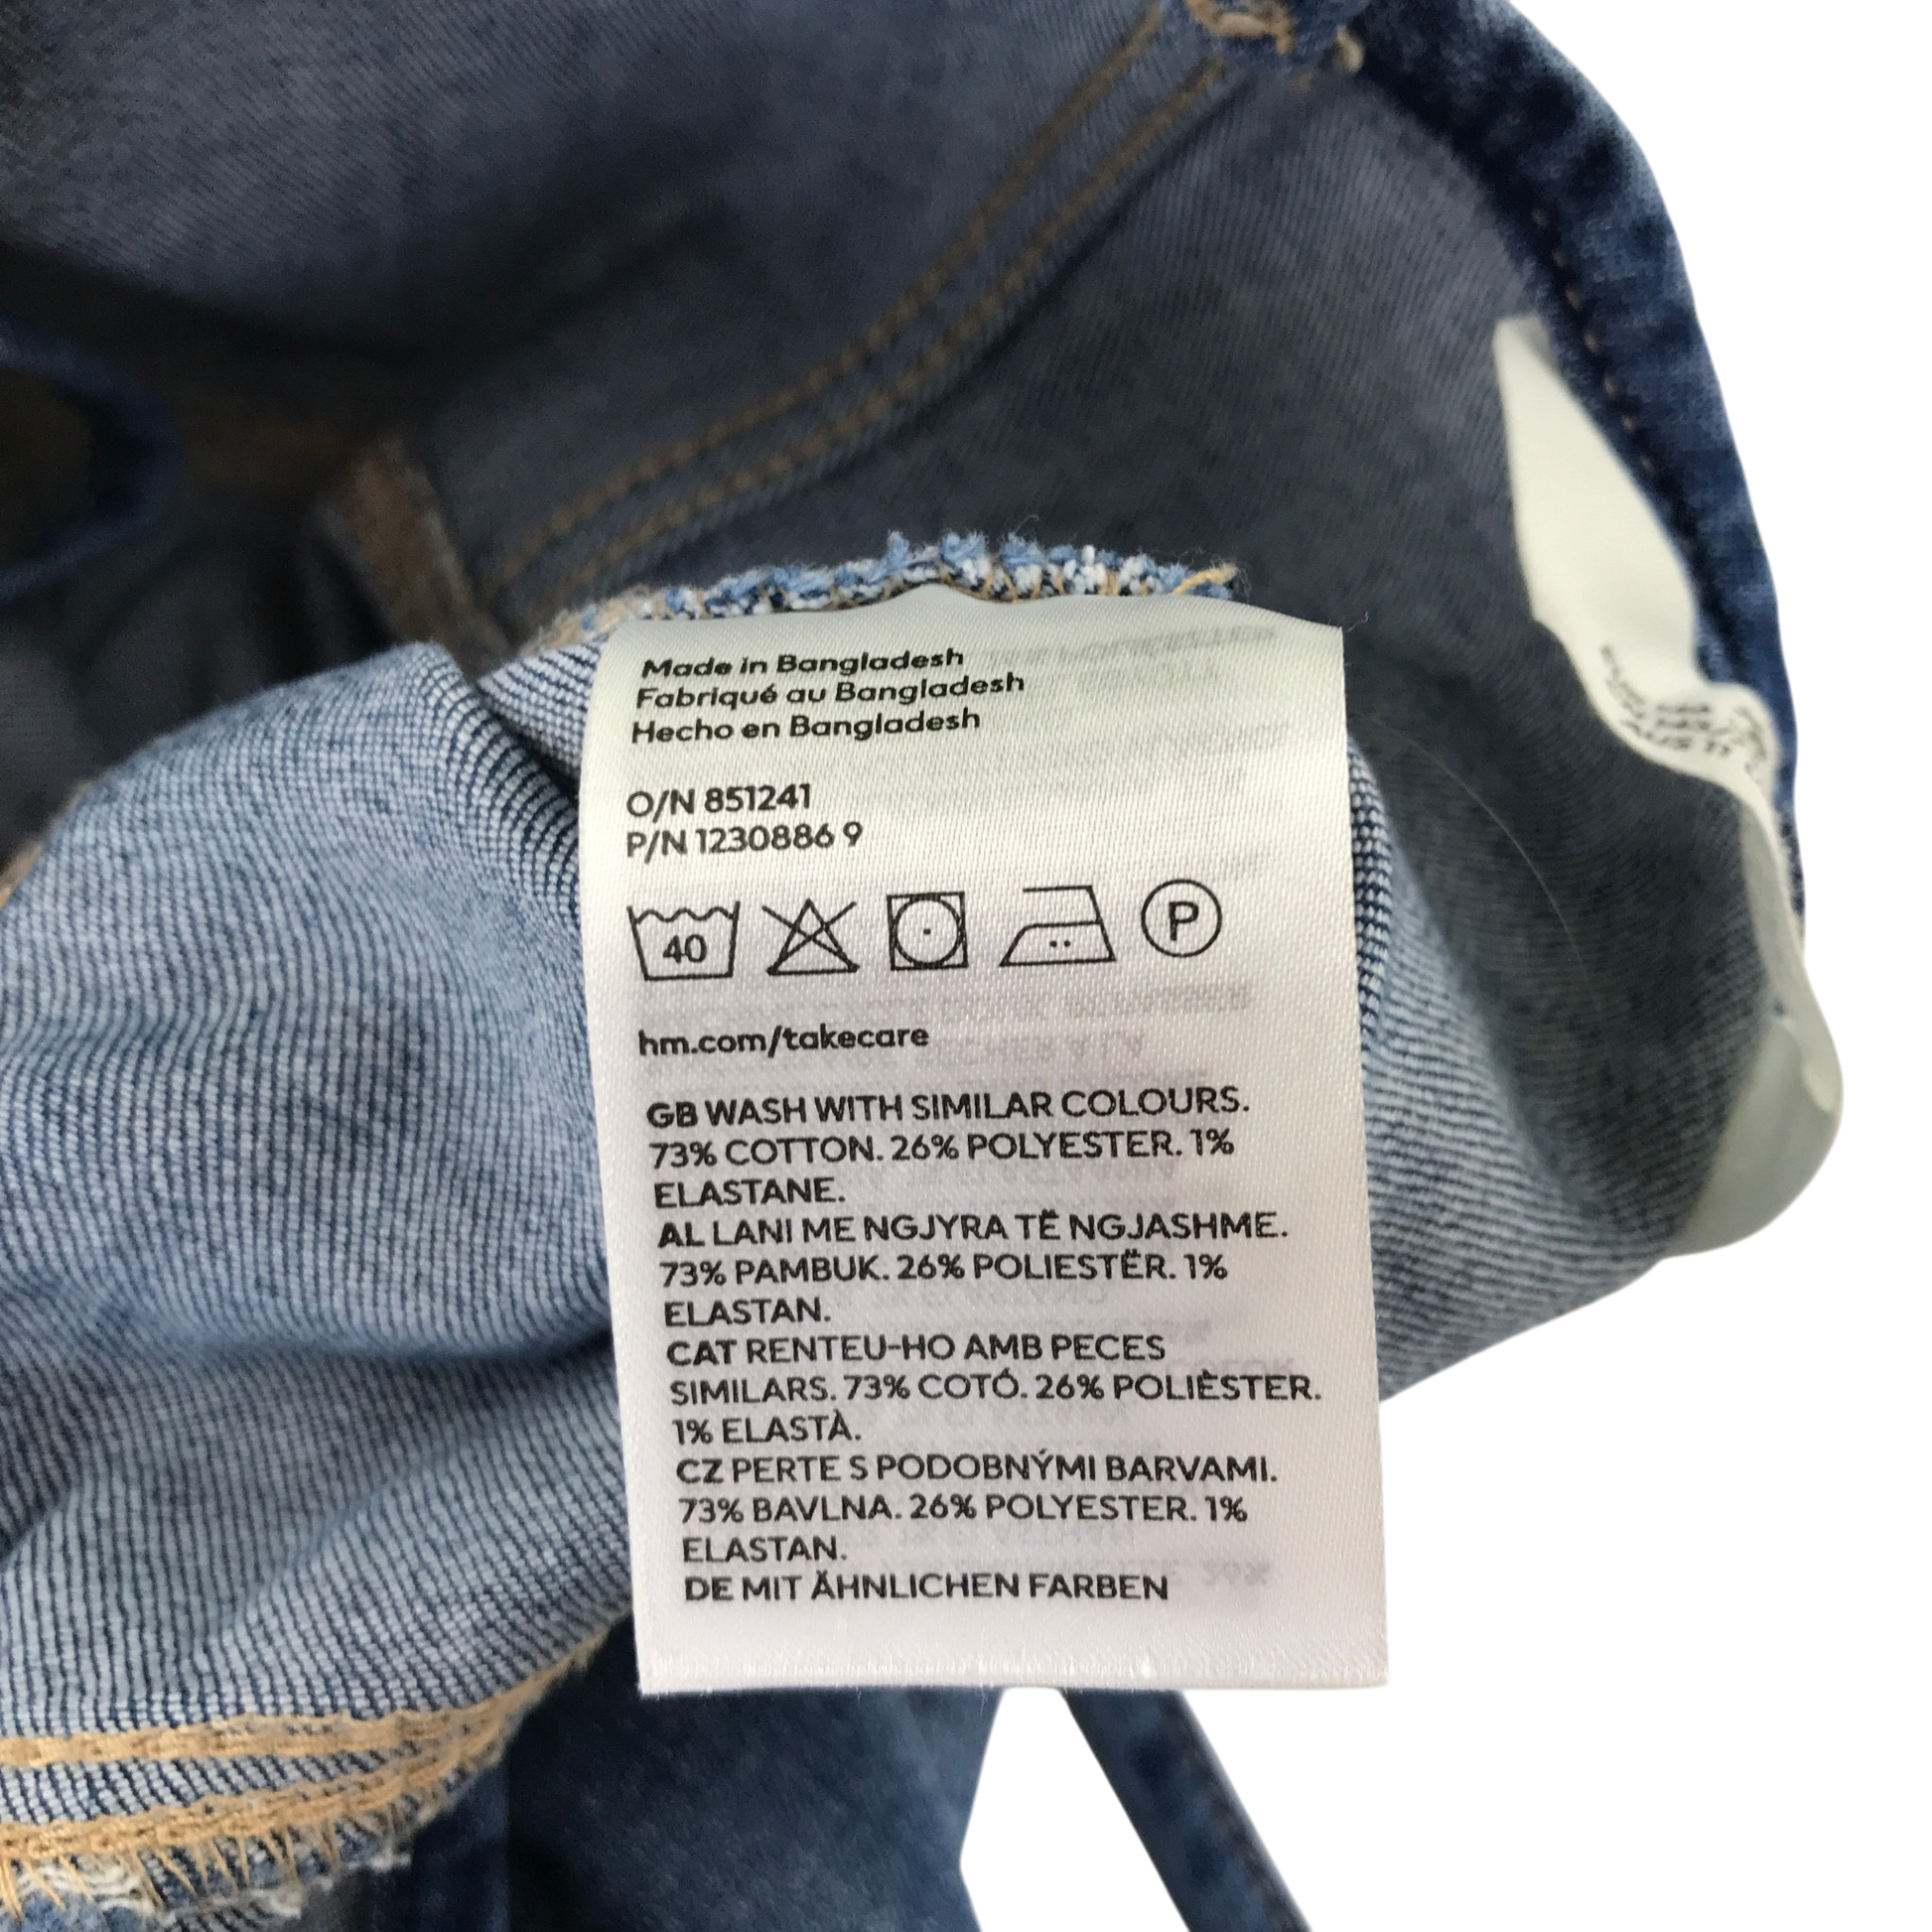 Made in Bangladesh
Fabriqué au Bangladesh
Hecho en Bangladesh
O/N 851241
P/N 1230886 9
40
P
hm.com/takecare
GB WASH WITH SIMILAR COLOURS.
73% COTTON. 26% POLYESTER. 1%
ELASTANE.
AL LANI ME NGJYRA TË NGJASHME.
73% PAMBUK. 26% POLIESTËR. 1%
ELASTAN.
CAT RENTEU-HO AMB PECES
SIMILARS. 73% COTÓ. 26% POLIÈSTER.
1% ELASTÀ.
CZ PERTE S PODOBNÝMI BARVAMI.
73% BAVLNA. 26% POLYESTER. 1%
ELASTAN.
DE MIT ÄHNLICHEN FARBEN